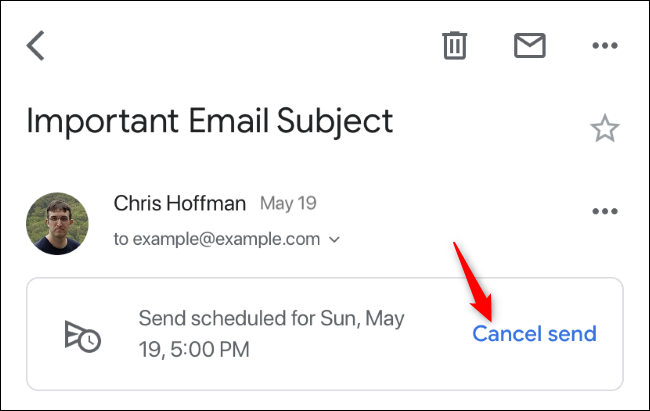 Important Email Subject
Chris Hoffman May 19
to example@example.com
Send scheduled for Sun, May
19, 5:00 PM
Cancel send